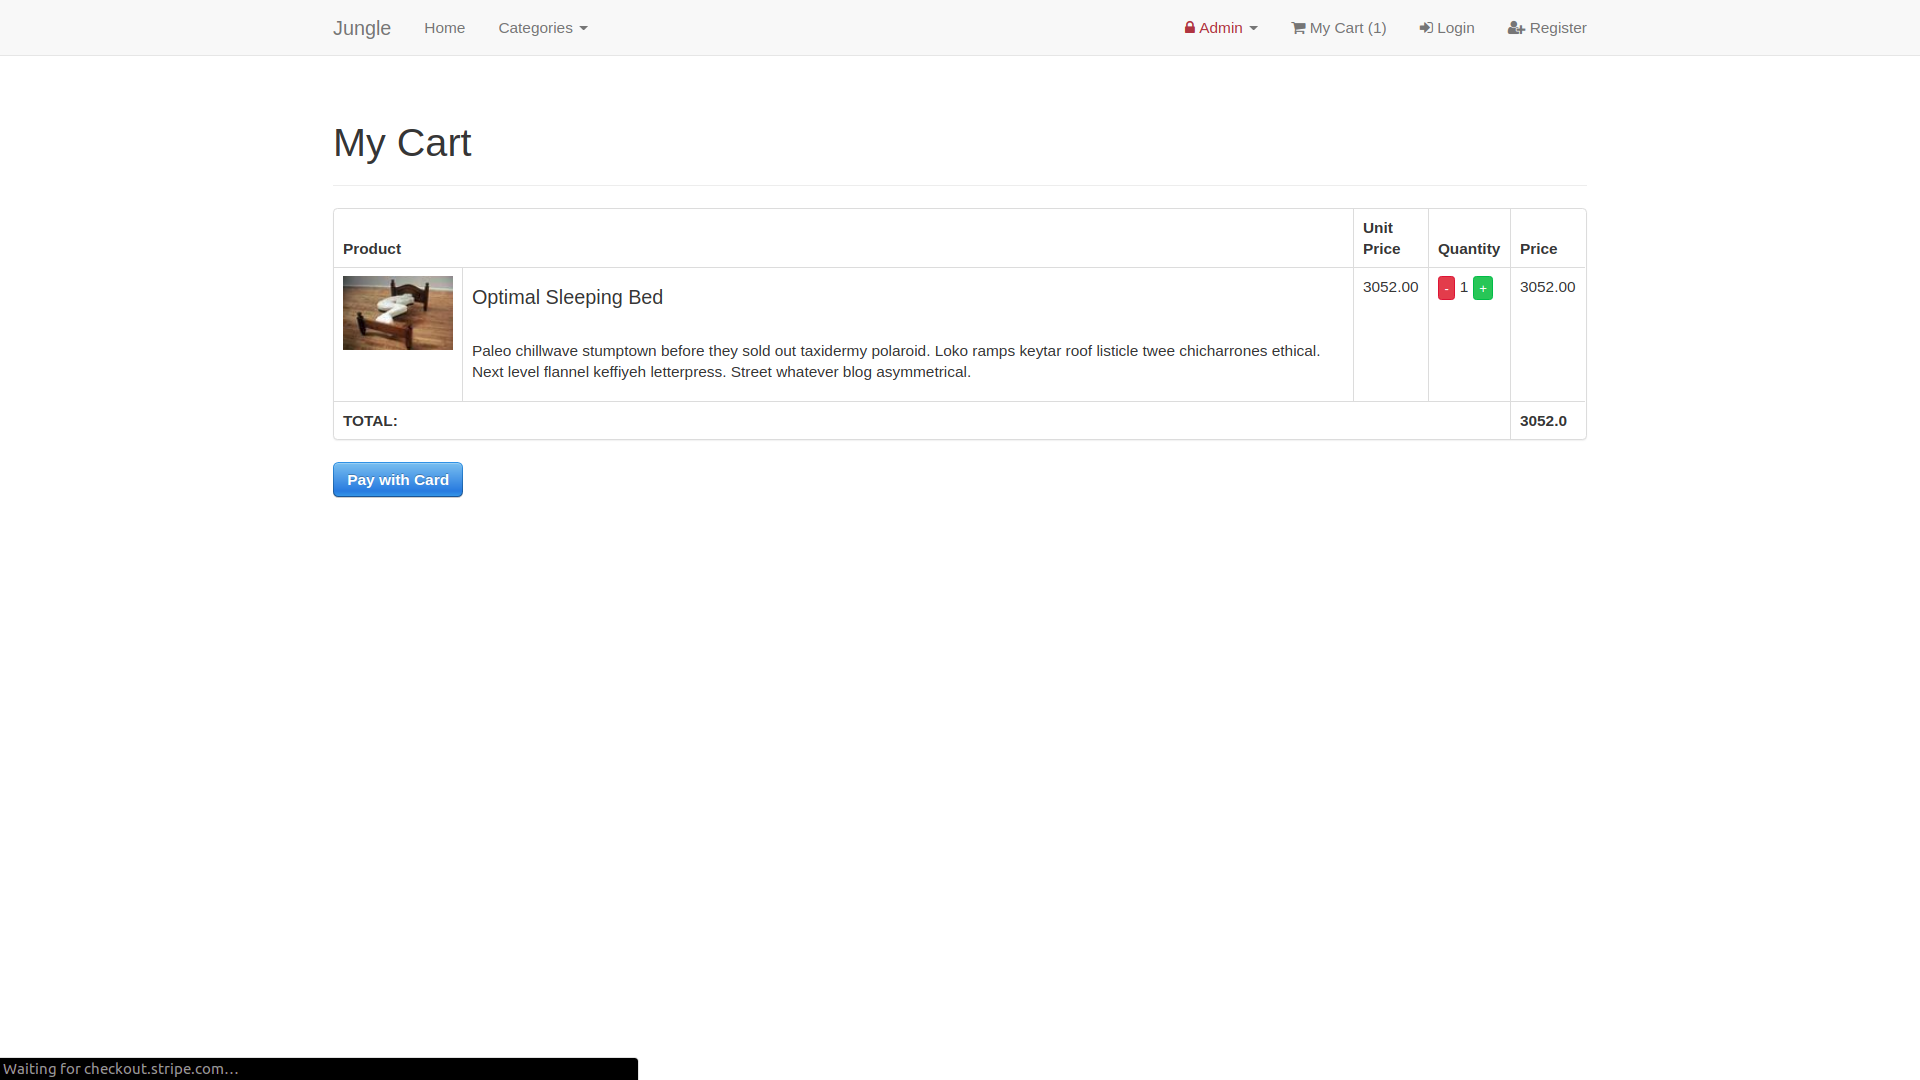 Jungle Home Categories Admin My Cart (1) Login Register
My Cart
Product Unit Price Quantity Price
Optimal Sleeping Bed 3052.00 - 1 + 3052.00
Paleo chillwave stumptown before they sold out taxidermy polaroid. Loko ramps keytar roof listicle twee chicharrones ethical.
Next level flannel keffiyeh letterpress. Street whatever blog asymmetrical.
TOTAL: 3052.0
Pay with Card
Waiting for checkout.stripe.com…